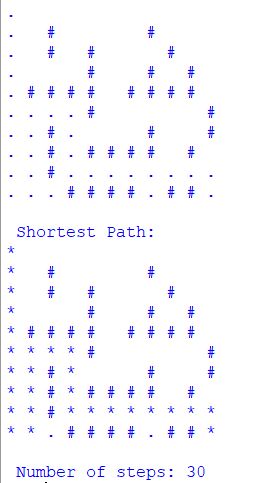 .
.   #         #
.   #   #       #
.       #     #   #
. # # # #   # # # #
. . . . #           #
. . # .       #     #
. . # . # # # #   #
. . # . . . . . . . .
. . . # # # # . # # .
Shortest Path:
*
*   #         #
*   #   #       #
*       #     #   #
* # # # #   # # # #
* * * * #           #
* * # *       #     #
* * # * # # # #   #
* * # * * * * * * * *
* * . # # # # . # # *
Number of steps: 30